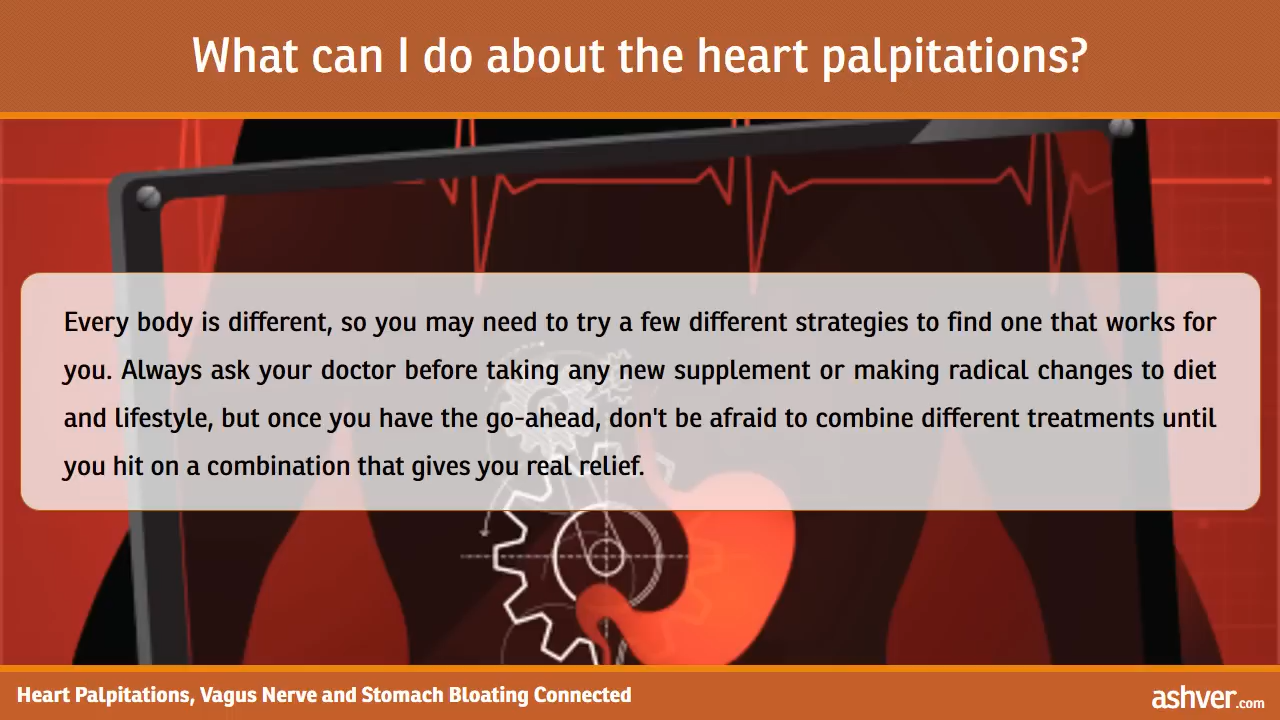 What can I do about the heart palpitations?
Every body is different, so you may need to try a few different strategies to find one that works for
you. Always ask your doctor before taking any new supplement or making radical changes to diet
and lifestyle, but once you have the go-ahead, don't be afraid to combine different treatments until
you hit on a combination that gives you real relief.
Heart Palpitations, Vagus Nerve and Stomach Bloating Connected
ashver.com